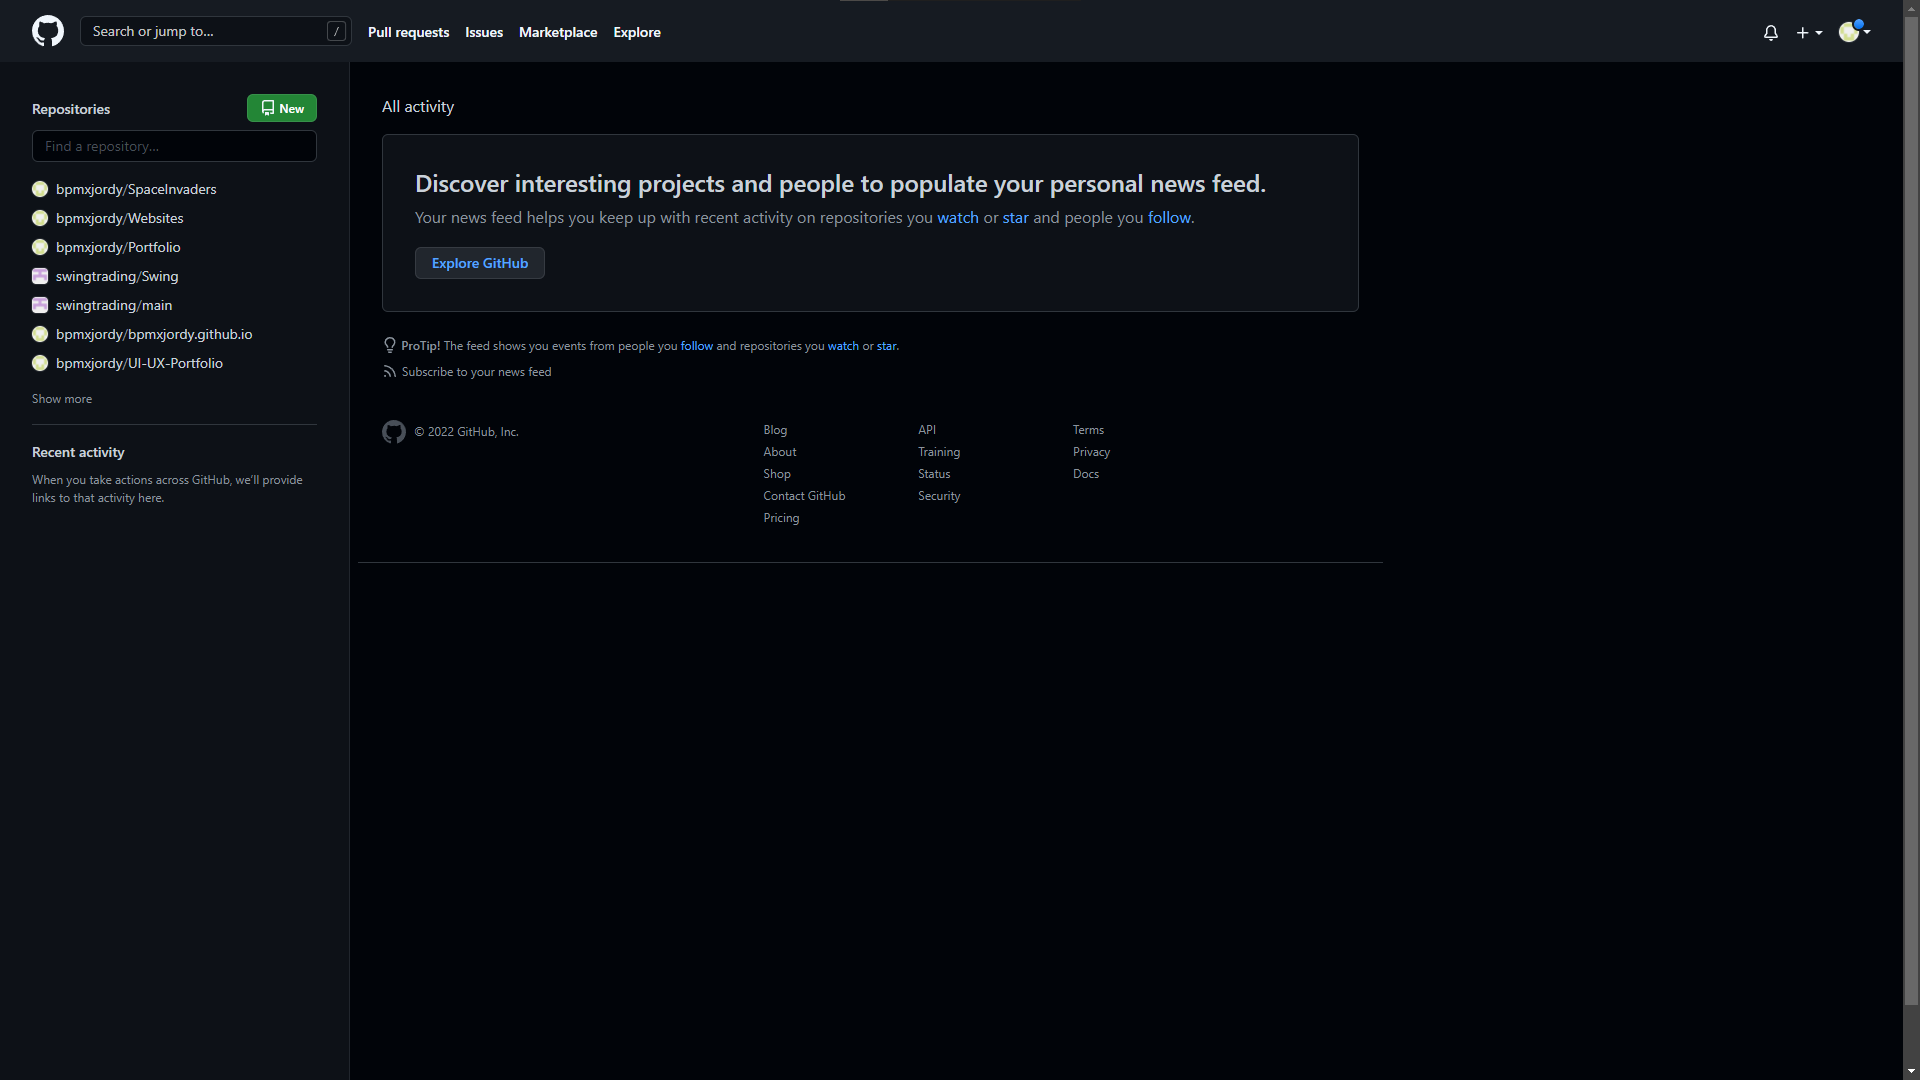 Search or jump to...
/
Pull requests
Issues
Marketplace
Explore
Repositories
New
Find a repository...
bpmxjordy/SpaceInvaders
bpmxjordy/Websites
bpmxjordy/Portfolio
swingtrading/Swing
swingtrading/main
bpmxjordy/bpmxjordy.github.io
bpmxjordy/UI-UX-Portfolio
Show more
Recent activity
When you take actions across GitHub, we'll provide
links to that activity here.
All activity
Discover interesting projects and people to populate your personal news feed.
Your news feed helps you keep up with recent activity on repositories you watch or star and people you follow.
Explore GitHub
ProTip! The feed shows you events from people you follow and repositories you watch or star.
Subscribe to your news feed
© 2022 GitHub, Inc.
Blog
About
Shop
Contact GitHub
Pricing
API
Training
Status
Security
Terms
Privacy
Docs